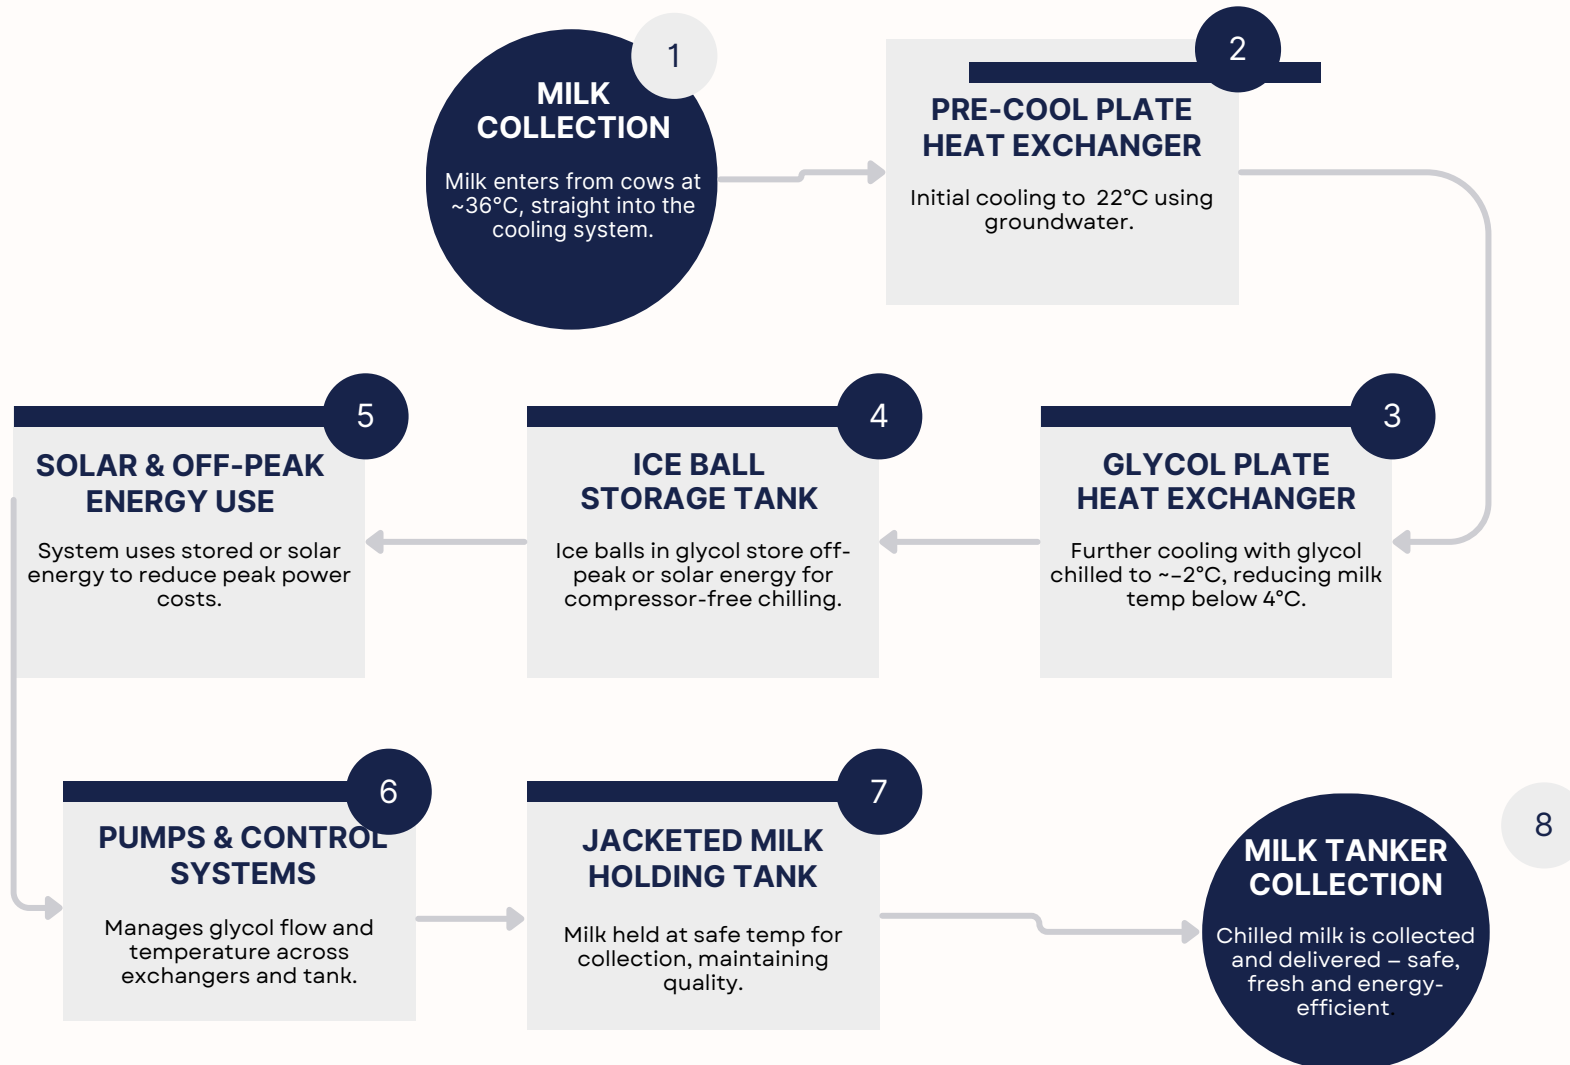 1
MILK
COLLECTION
Milk enters from cows at
~36°C, straight into the
cooling system.
2
PRE-COOL PLATE
HEAT EXCHANGER
Initial cooling to 22°C using
groundwater.
3
GLYCOL PLATE
HEAT EXCHANGER
Further cooling with glycol
chilled to ~-2°C, reducing milk
temp below 4°C.
4
ICE BALL
STORAGE TANK
Ice balls in glycol store off-
peak or solar energy for
compressor-free chilling.
5
SOLAR & OFF-PEAK
ENERGY USE
System uses stored or solar
energy to reduce peak power
costs.
6
PUMPS & CONTROL
SYSTEMS
Manages glycol flow and
temperature across
exchangers and tank.
7
JACKETED MILK
HOLDING TANK
Milk held at safe temp for
collection, maintaining
quality.
8
MILK TANKER
COLLECTION
Chilled milk is collected
and delivered – safe,
fresh and energy-
efficient.